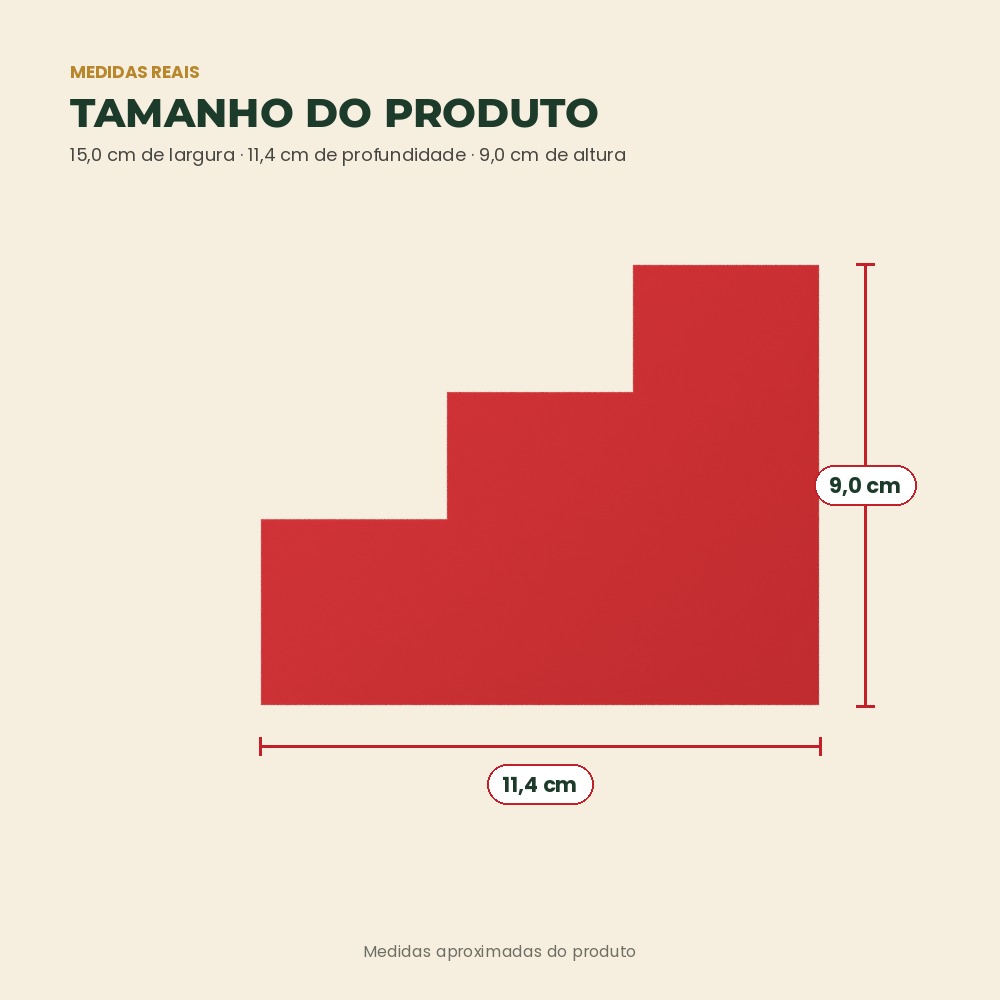 MEDIDAS REAIS
TAMANHO DO PRODUTO
15,0 cm de largura · 11,4 cm de profundidade · 9,0 cm de altura
9,0 cm
11,4 cm
Medidas aproximadas do produto